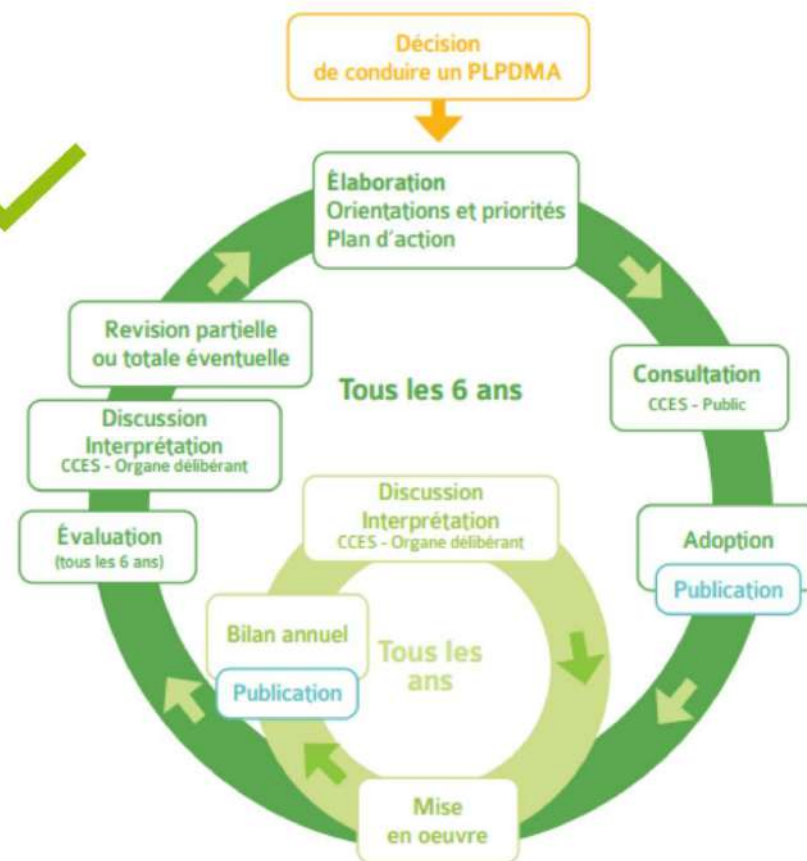 Décision
de conduire un PLPDMA
Élaboration
Orientations et priorités
Plan d'action
Revision partielle
ou totale éventuelle
Tous les 6 ans
Consultation
CCES - Public
Discussion
Interprétation
CCES - Organe délibérant
Discussion
Interprétation
CCES - Organe délibérant
Évaluation
(tous les 6 ans)
Adoption
Publication
Bilan annuel
Publication
Tous les
ans
Mise
en oeuvre